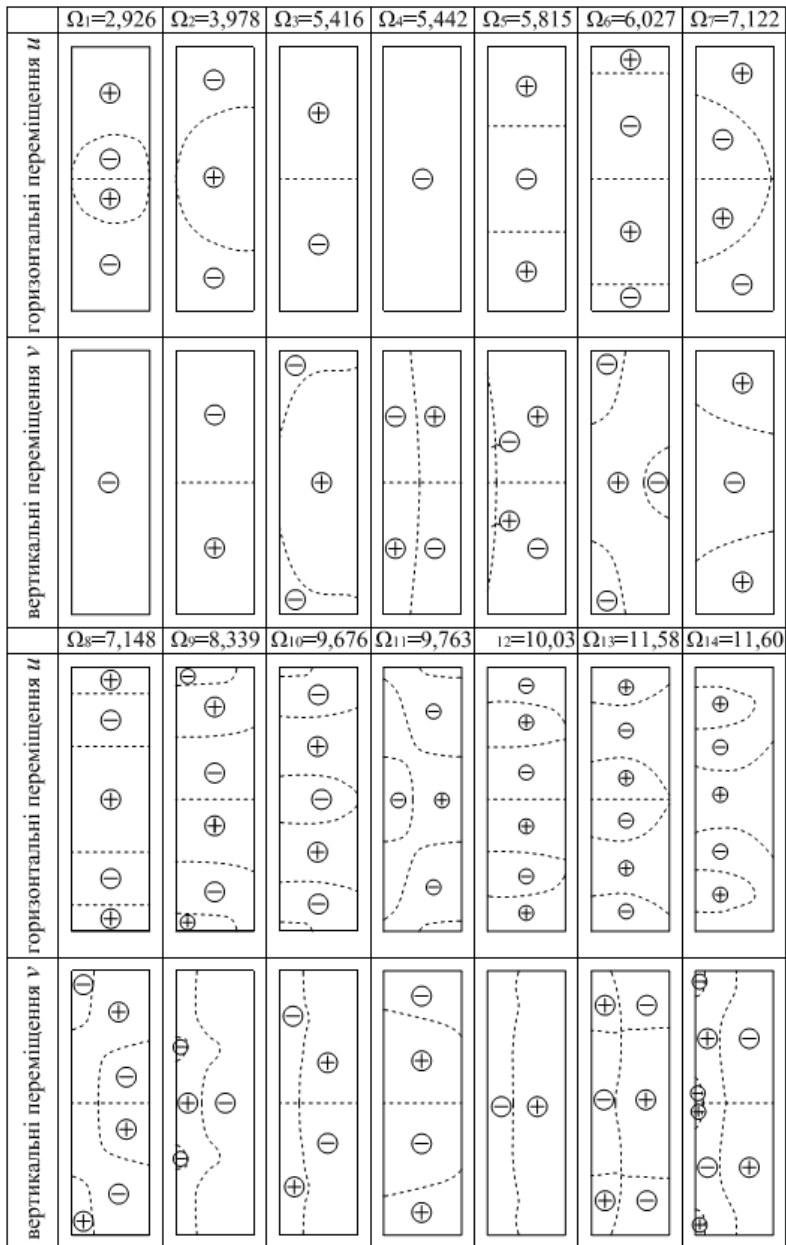 Ω1=2,926 Ω2=3,978 Ω3=5,416 Ω4=5,442 Ω5=5,815 Ω6=6,027 Ω7=7,122
горизонтальні переміщення u
вертикальні переміщення v
Ω8=7,148 Ω9=8,339 Ω10=9,676 Ω11=9,763 12=10,03 Ω13=11,58 Ω14=11,60
горизонтальні переміщення u
вертикальні переміщення v